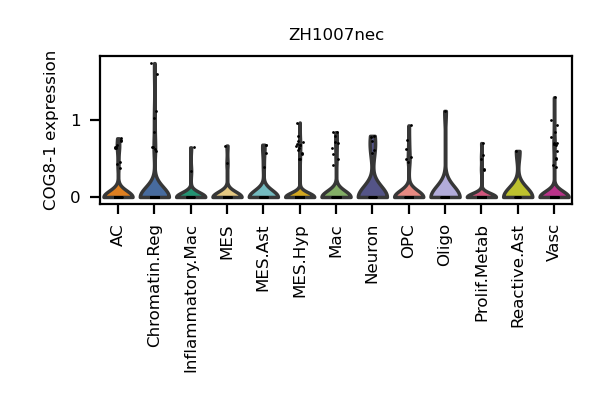 ZH1007nec
COG8-1 expression
1
0
AC
Chromatin.Reg
Inflammatory.Mac
MES
MES.Ast
MES.Hyp
Mac
Neuron
OPC
Oligo
Prolif.Metab
Reactive.Ast
Vasc